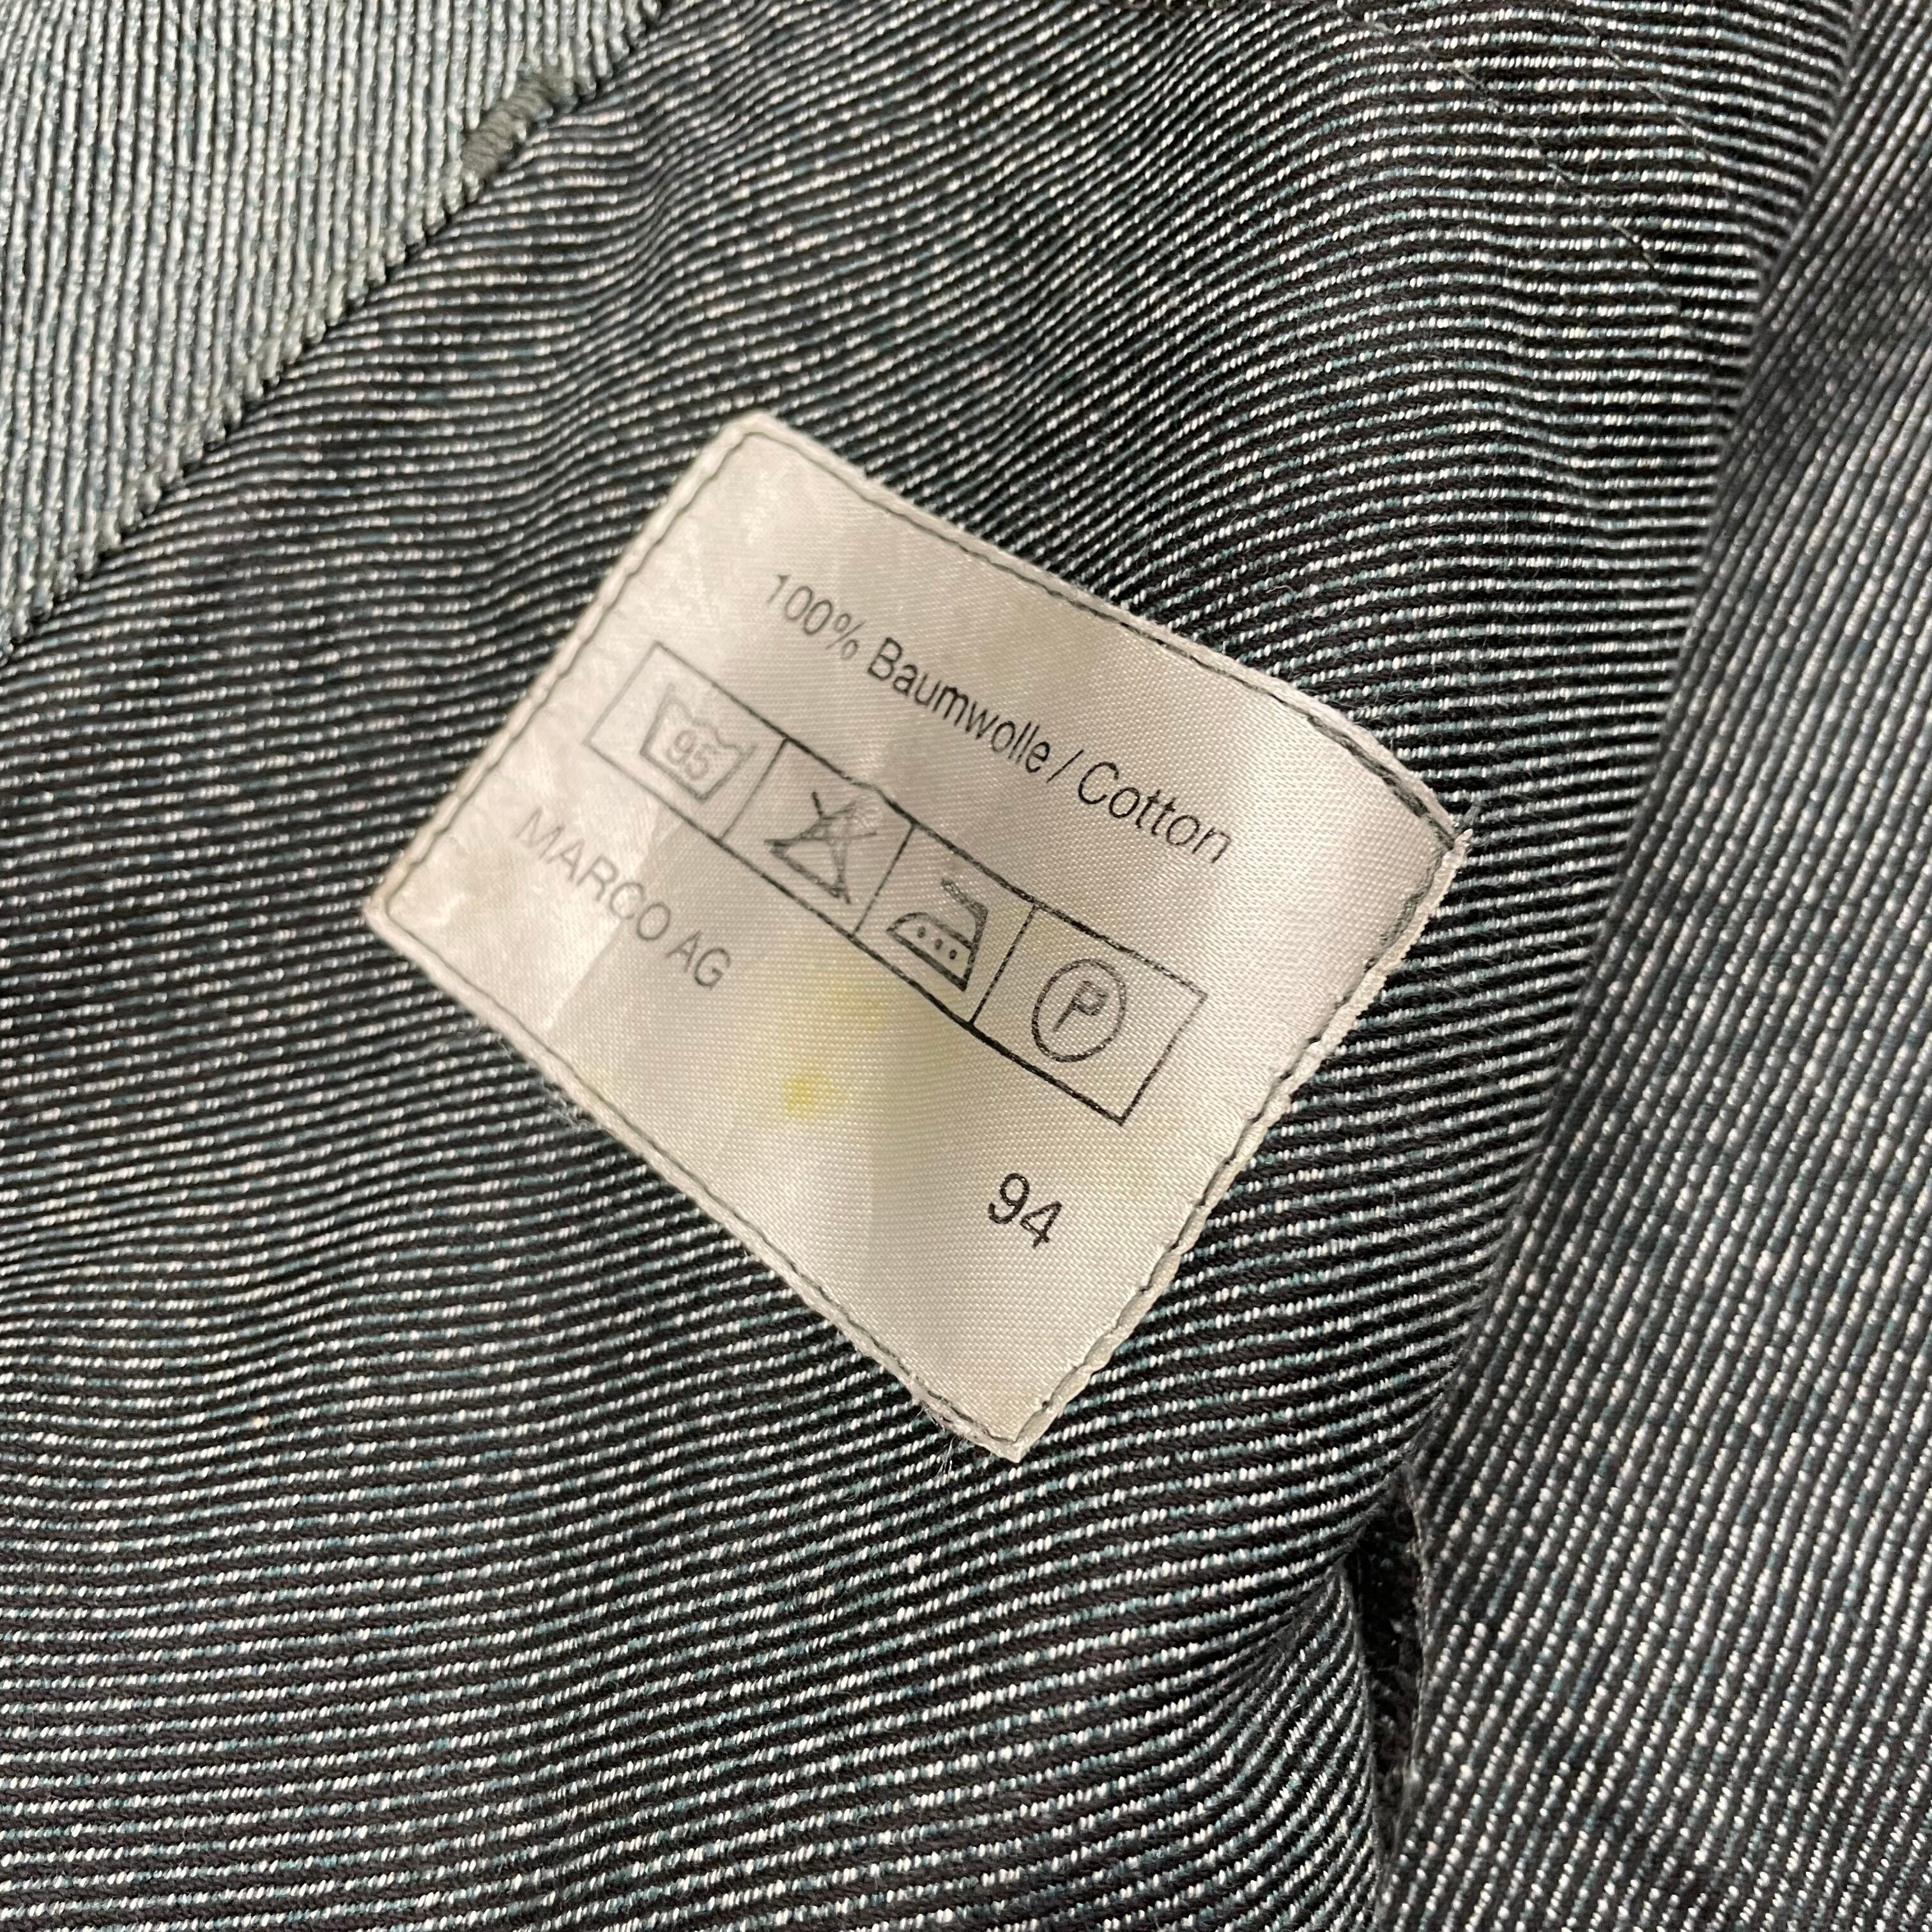 100% Baumwolle / Cotton
95 P
MARCO AG
94